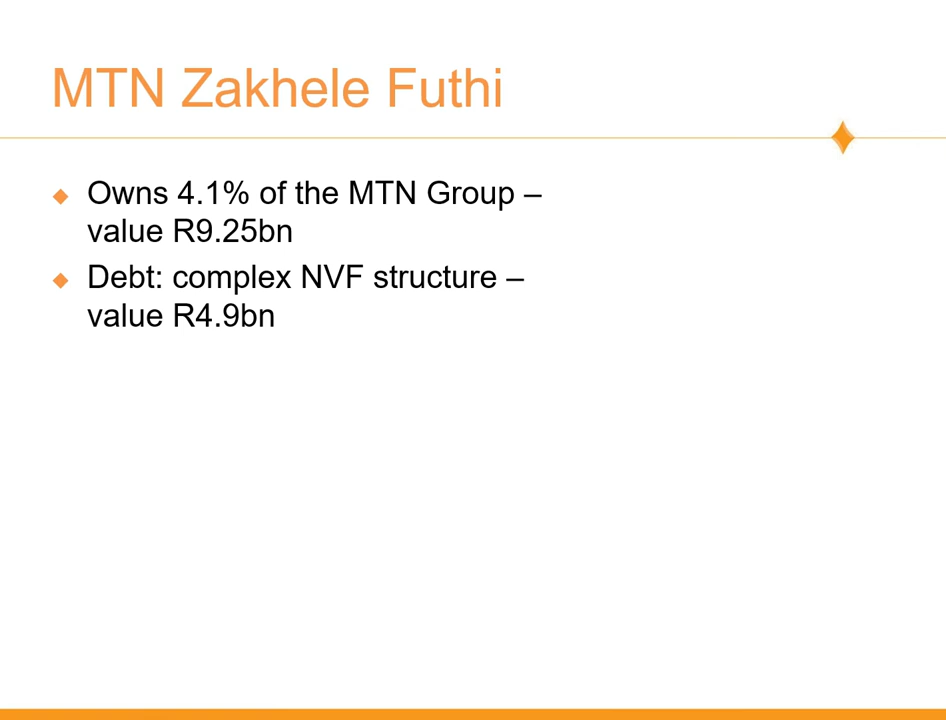 MTN Zakhele Futhi
Owns 4.1% of the MTN Group –
value R9.25bn
Debt: complex NVF structure –
value R4.9bn